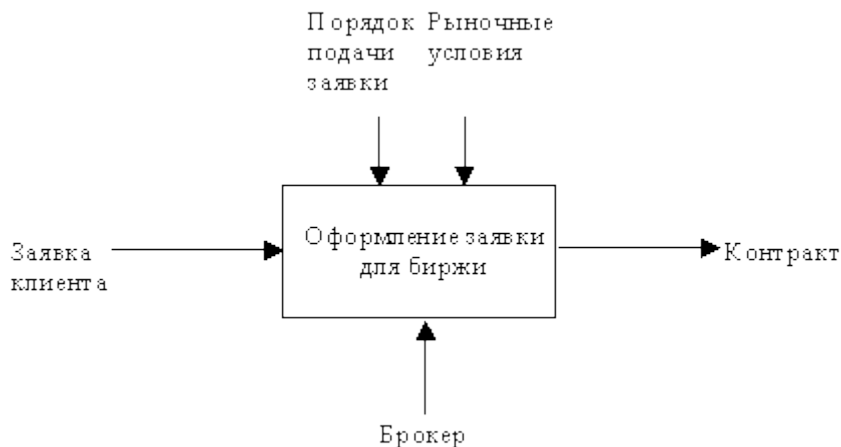 Порядок Рыночные
подачи условия
заявки
Оформление заявки
для биржи
Заявка
клиента
Контракт
Брокер